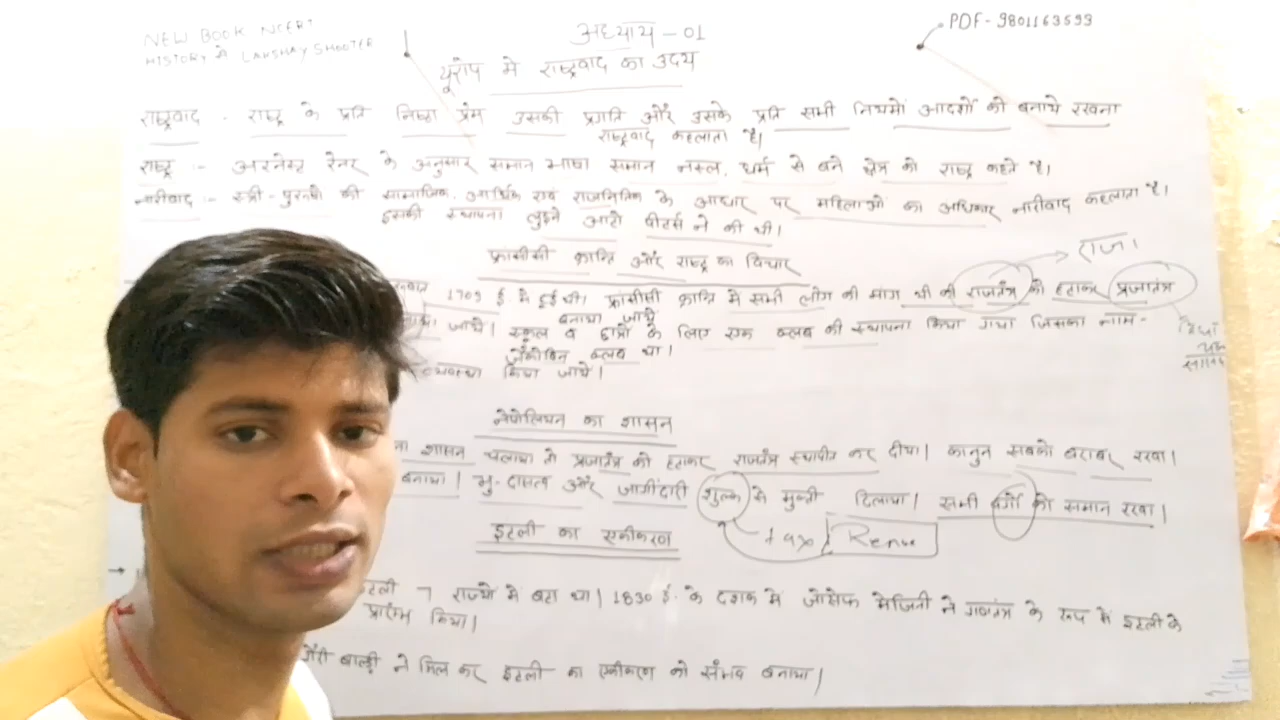 NEW BOOK NCERT
HISTORY से LAKSHAY SHOOTER
PDF - 9801163593
अध्याय - 01
यूरोप मे राष्ट्रवाद का उदय
राष्ट्रवाद - राष्ट्र के प्रति निष्ठा प्रेम उसकी प्रगति और उसके प्रति सभी नियमों आदर्शो को बनाये रखना
राष्ट्रवाद कहलाता है।
राष्ट्र :- अरनेस्ट रेनर के अनुसार समान भाषा समान नस्ल, धर्म से बने क्षेत्र को राष्ट्र कहते है।
नारीवाद :- स्त्री - पुरुषो की सामाजिक, आर्थिक एवं राजनितिक के आधार पर महिलाओ का अधिकार नारीवाद कहलाता है।
इसकी स्थापना लुइने आटो पीटर्स ने की थी।
फ्रांसीसी क्रान्ति और राष्ट्र का विचार
राजा।
ई. मे हुई थी। फ्रांसीसी क्रान्ति मे सभी लोग की मांग थी की राजतंत्र को हटाकर प्रजातंत्र
बनाया जाये
जाये। स्कूल व छात्रों के लिए एक क्लब की स्थापना किया गया जिसका नाम -
जैकोबिन क्लब था।
व्यवस्था किया जाये।
नेपोलियन का शासन
शासन चलाया तो प्रजातंत्र को हटाकर राजतंत्र स्थापीत कर दीया। कानुन सबको बराबर रखा।
बनाया। भु-दासत्व और जागीदारी शुल्क से मुक्ती दिलाया। सभी वर्गो को समान रखा।
tax
इटली का एकीकरण
इटली 7 राज्यो मे बटा था। 1830 ई. के दशक मे जोसेफ मेजिनी ने गणतंत्र के रूप में इटली के
प्रारंभ किया।
ने मिल कर इटली का एकीकरण को संभव बनाया।